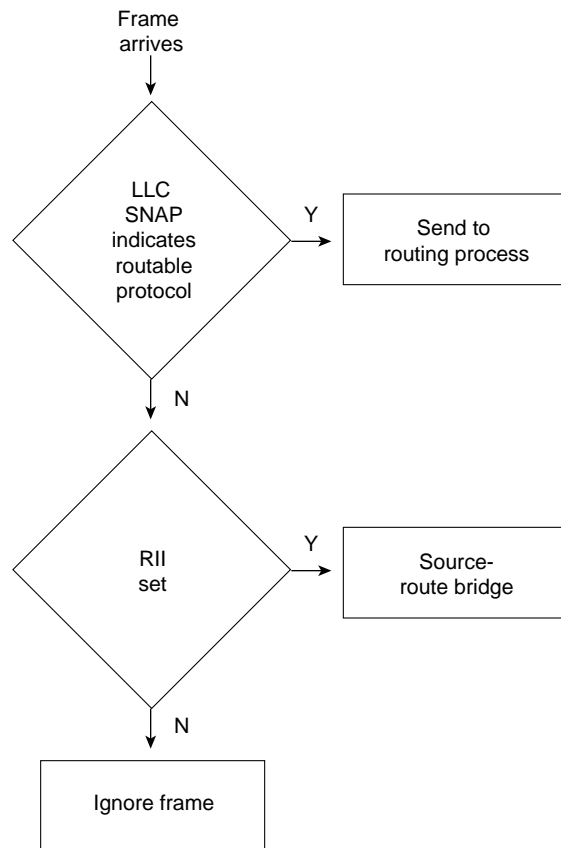 Frame
arrives
LLC
SNAP
indicates
routable
protocol
Y
Send to
routing process
N
RII
set
Y
Source-
route bridge
N
Ignore frame